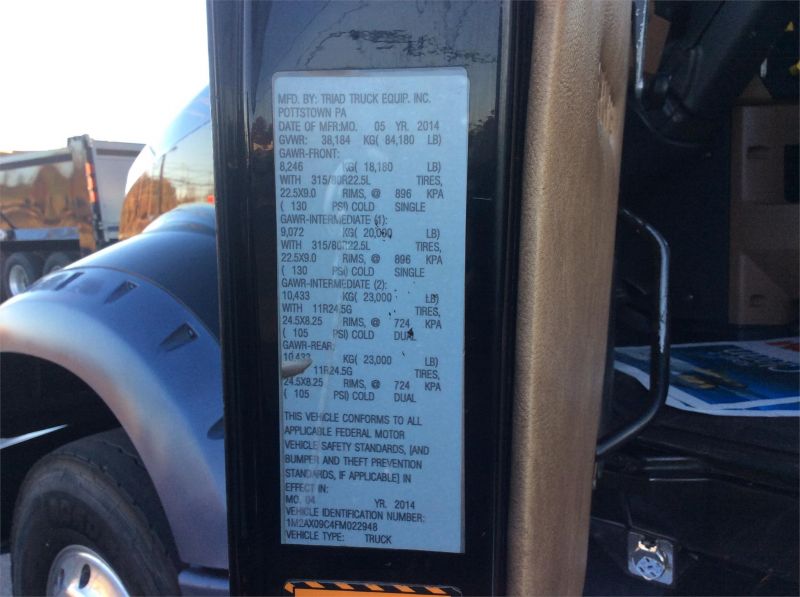 MFD. BY: TRIAD TRUCK EQUIP. INC.
POTTSTOWN PA
DATE OF MFR:MO. 05 YR. 2014
GVWR: 38,184 KG( 84,180 LB)
GAWR-FRONT:
8,246 KG( 18,180 LB)
WITH 315/80R22.5L TIRES,
22.5X9.0 RIMS, @ 896 KPA
( 130 PSI) COLD SINGLE
GAWR-INTERMEDIATE (1):
9,072 KG( 20,000 LB)
WITH 315/80R22.5L TIRES,
22.5X9.0 RIMS, @ 896 KPA
( 130 PSI) COLD SINGLE
GAWR-INTERMEDIATE (2):
10,433 KG( 23,000 LB)
WITH 11R24.5G TIRES,
24.5X8.25 RIMS, @ 724 KPA
( 105 PSI) COLD DUAL
GAWR-REAR:
10,433 KG( 23,000 LB)
11R24.5G TIRES,
24.5X8.25 RIMS, @ 724 KPA
( 105 PSI) COLD DUAL
THIS VEHICLE CONFORMS TO ALL
APPLICABLE FEDERAL MOTOR
VEHICLE SAFETY STANDARDS, [AND
BUMPER AND THEFT PREVENTION
STANDARDS, IF APPLICABLE] IN
EFFECT IN:
MO. 04 YR. 2014
VEHICLE IDENTIFICATION NUMBER:
1M2AX09C4FM022948
VEHICLE TYPE: TRUCK